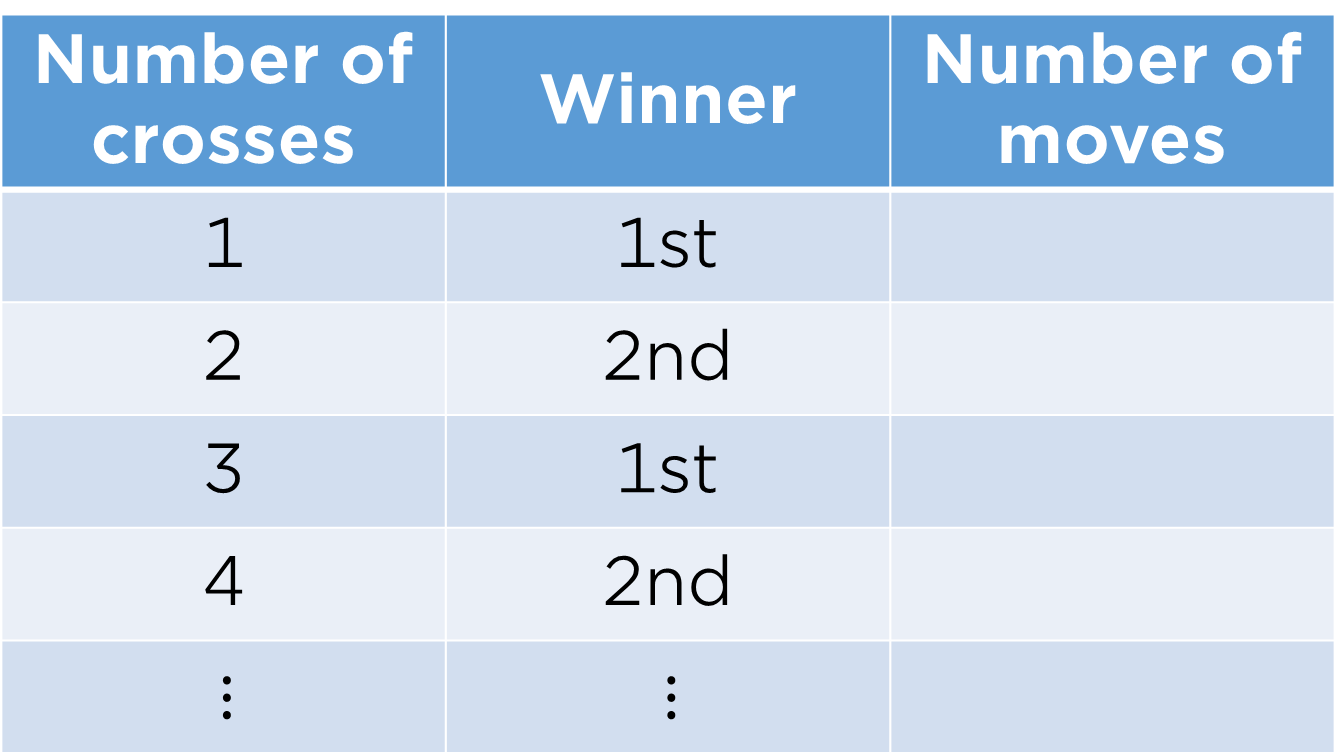 Number of crosses Winner Number of moves
1 1st
2 2nd
3 1st
4 2nd
⋮ ⋮